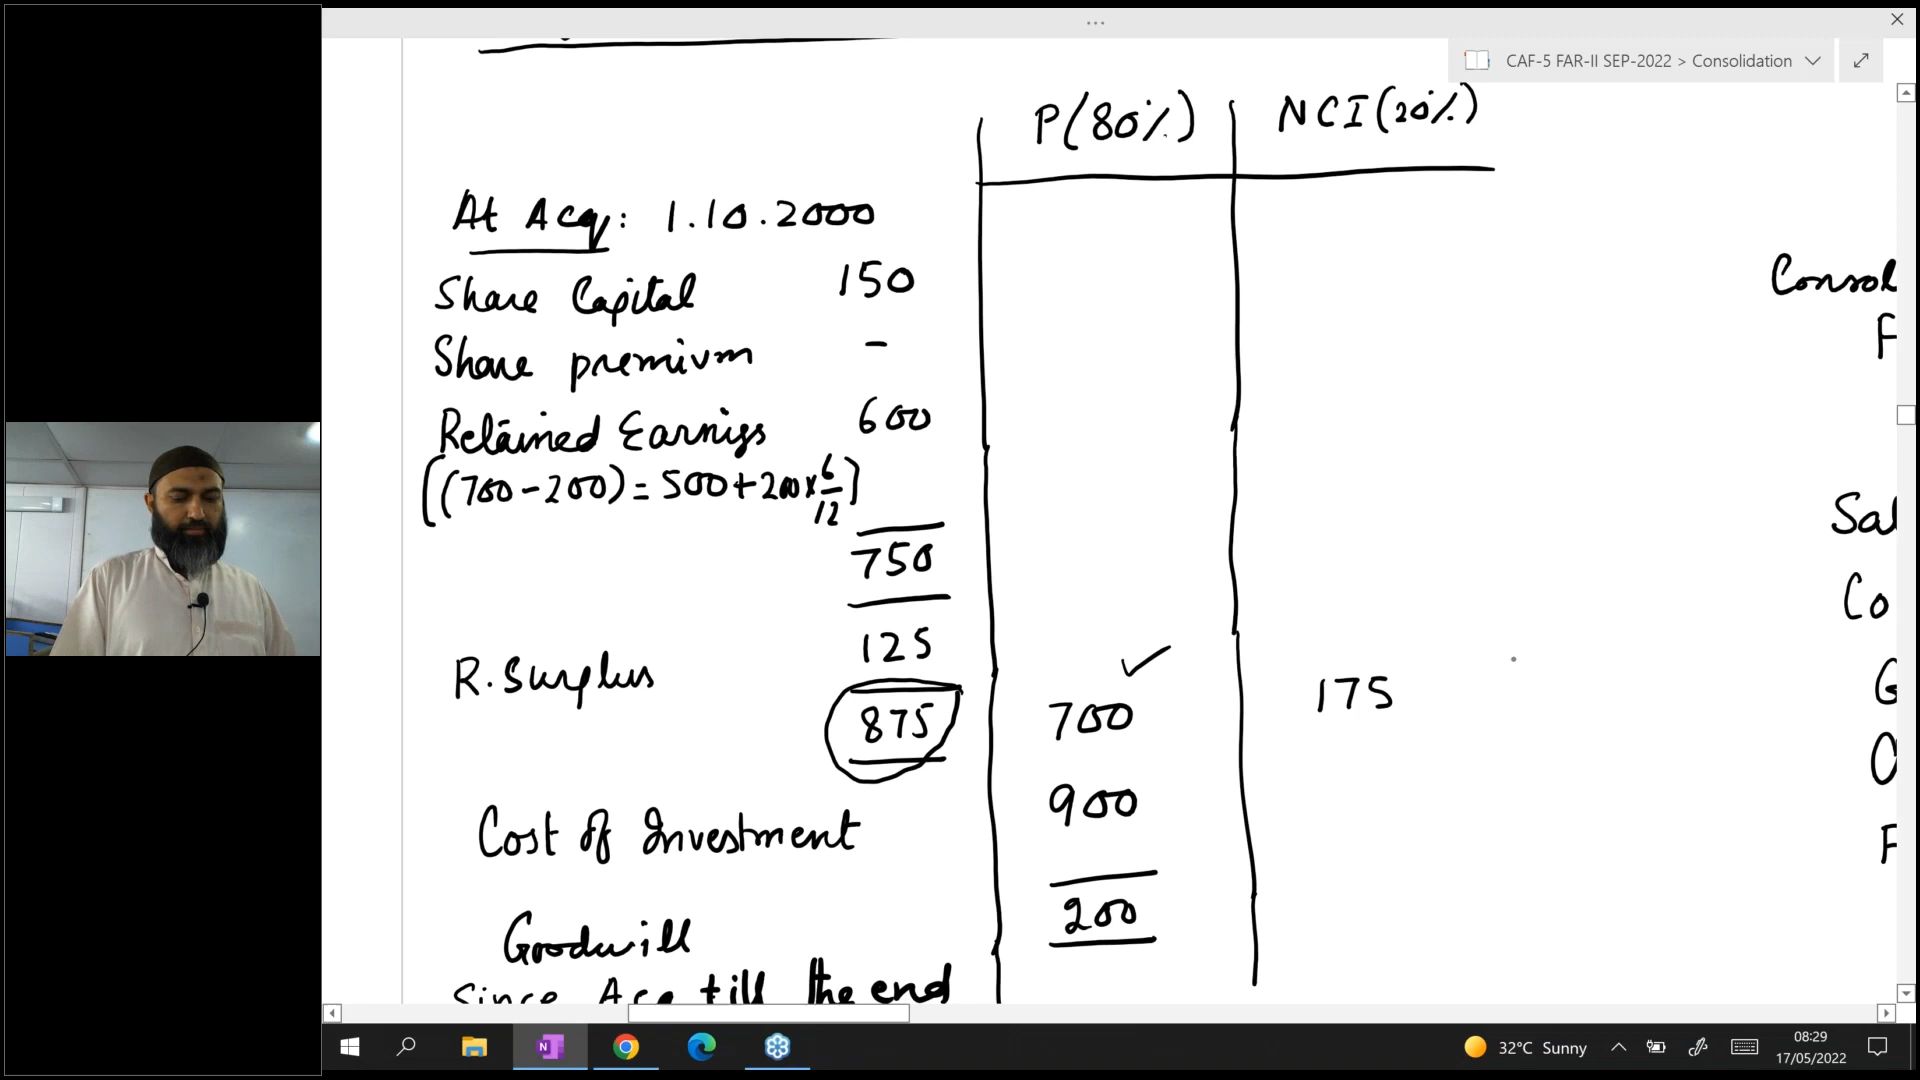 CAF-5 FAR-II SEP-2022 > Consolidation
P(80%) NCI(20%)
At Acq: 1.10.2000
Share Capital 150
Share premium -
Retained Earnings 600
[(700-200) = 500+200×6/12]
750
R.Surplus 125
875 700 175
Cost of Investment 900
Goodwill 200
Since Acq till the end
Consol
F
Sal
Co
G
F
32°C Sunny
08:29
17/05/2022